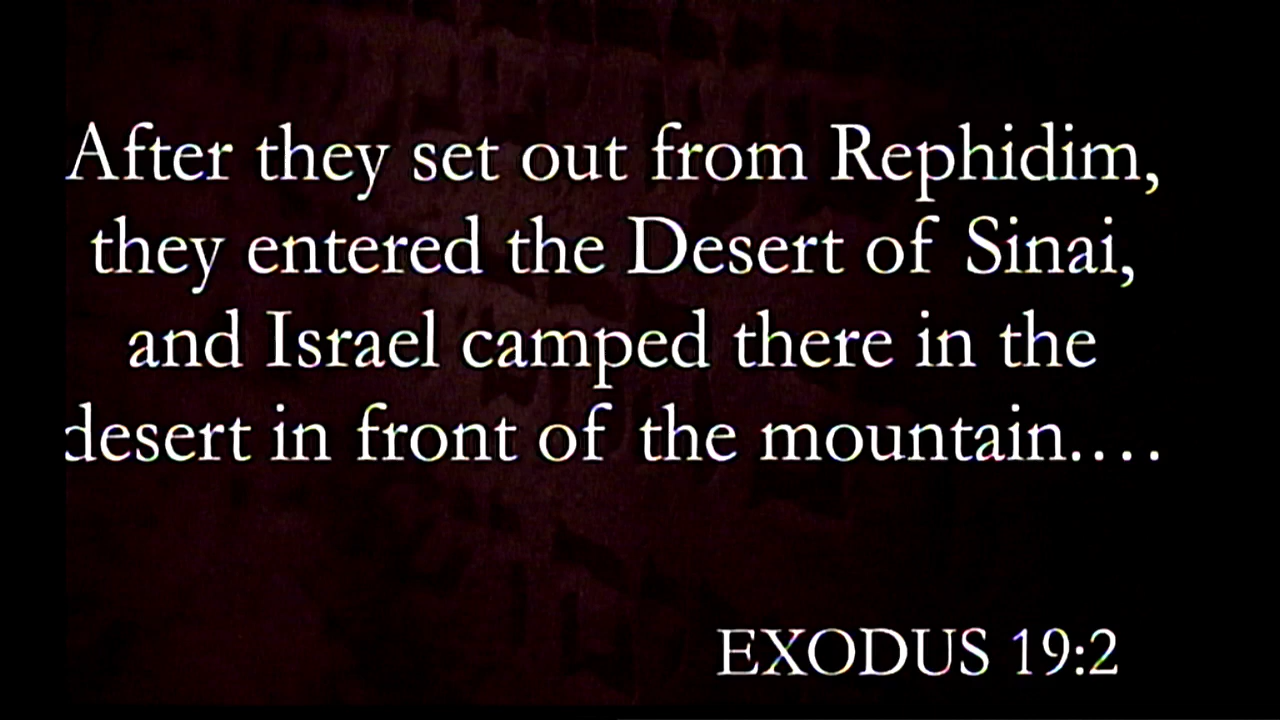 After they set out from Rephidim,
they entered the Desert of Sinai,
and Israel camped there in the
desert in front of the mountain....
EXODUS 19:2